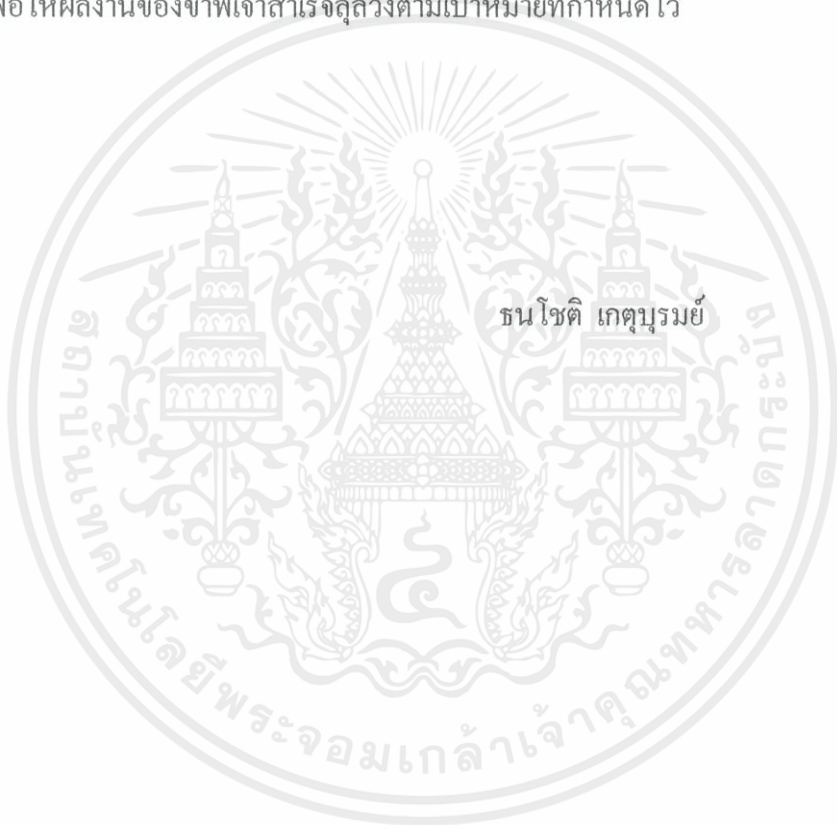 พื่อให้ผลงานของข้าพเจ้าสำเร็จลุล่วงตามเป้าหมายที่กำหนดไว้
ธนโชติ เกตุบุรมย์
สถาบันเทคโนโลยีพระจอมเกล้าเจ้าคุณทหารลาดกระบัง